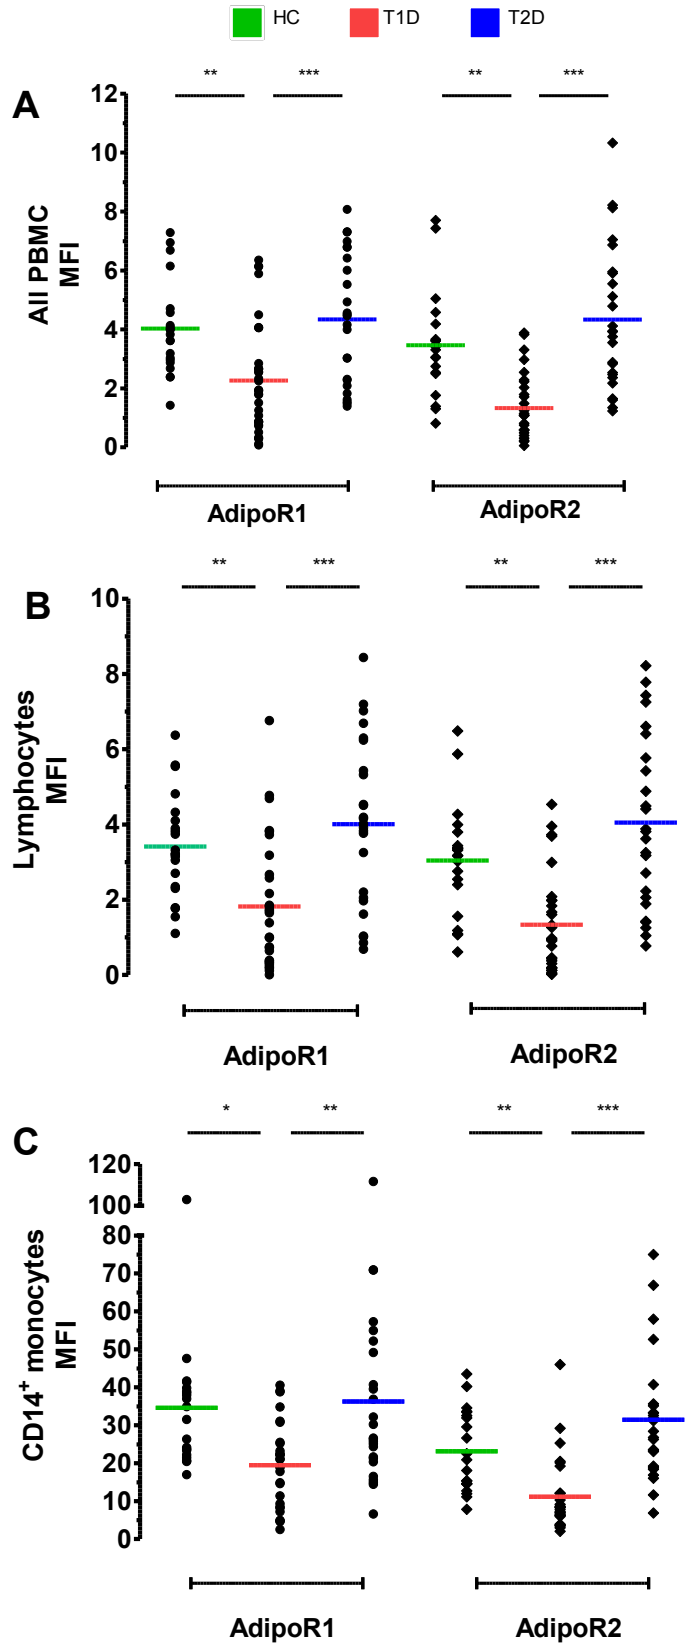 HC T1D T2D
A
** *** ** ***
All PBMC
MFI
12
10
8
6
4
2
0
AdipoR1 AdipoR2
B
** *** ** ***
Lymphocytes
MFI
10
8
6
4
2
0
AdipoR1 AdipoR2
C
* ** ** ***
CD14+ monocytes
MFI
120
100
80
70
60
50
40
30
20
10
0
AdipoR1 AdipoR2